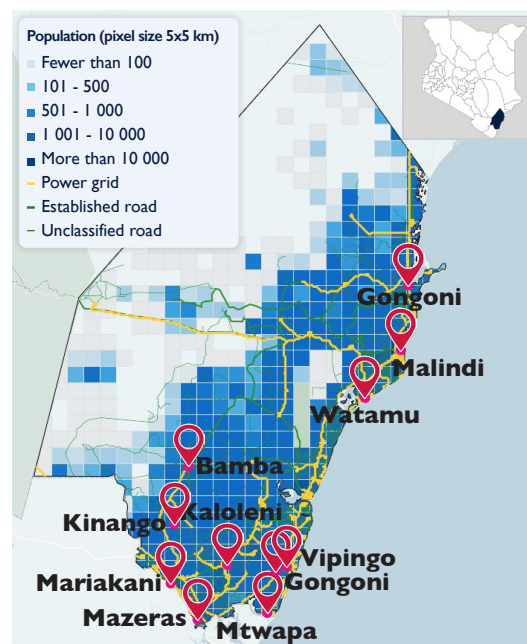 Population (pixel size 5x5 km)
Fewer than 100
101 - 500
501 - 1 000
1 001 - 10 000
More than 10 000
Power grid
Established road
Unclassified road
Gongoni
Malindi
Watamu
Bamba
Kaloleni
Kinango
Vipingo
Mariakani
Gongoni
Mazeras
Mtwapa